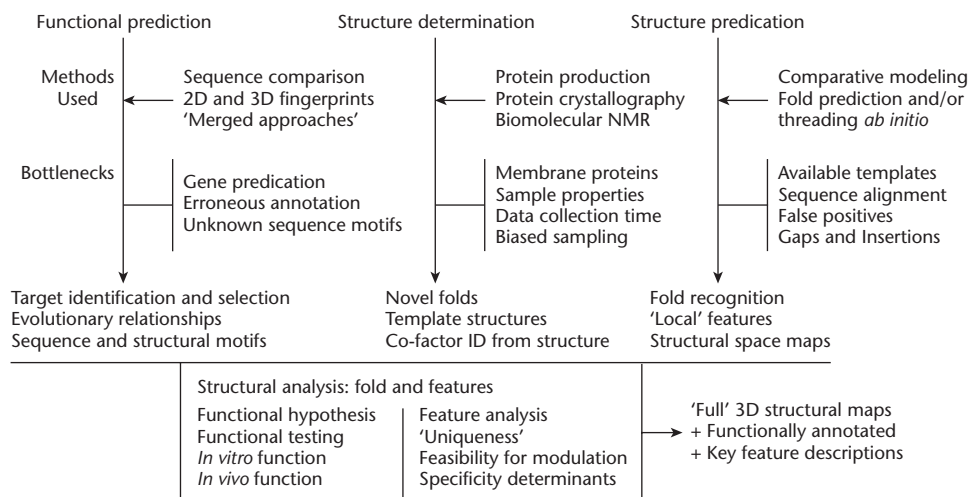 Functional prediction
Structure determination
Structure predication
Methods
Used
Sequence comparison
2D and 3D fingerprints
'Merged approaches'
Protein production
Protein crystallography
Biomolecular NMR
Comparative modeling
Fold prediction and/or
threading ab initio
Bottlenecks
Gene predication
Erroneous annotation
Unknown sequence motifs
Membrane proteins
Sample properties
Data collection time
Biased sampling
Available templates
Sequence alignment
False positives
Gaps and Insertions
Target identification and selection
Evolutionary relationships
Sequence and structural motifs
Novel folds
Template structures
Co-factor ID from structure
Fold recognition
'Local' features
Structural space maps
Structural analysis: fold and features
Functional hypothesis
Functional testing
In vitro function
In vivo function
Feature analysis
'Uniqueness'
Feasibility for modulation
Specificity determinants
'Full' 3D structural maps
+ Functionally annotated
+ Key feature descriptions